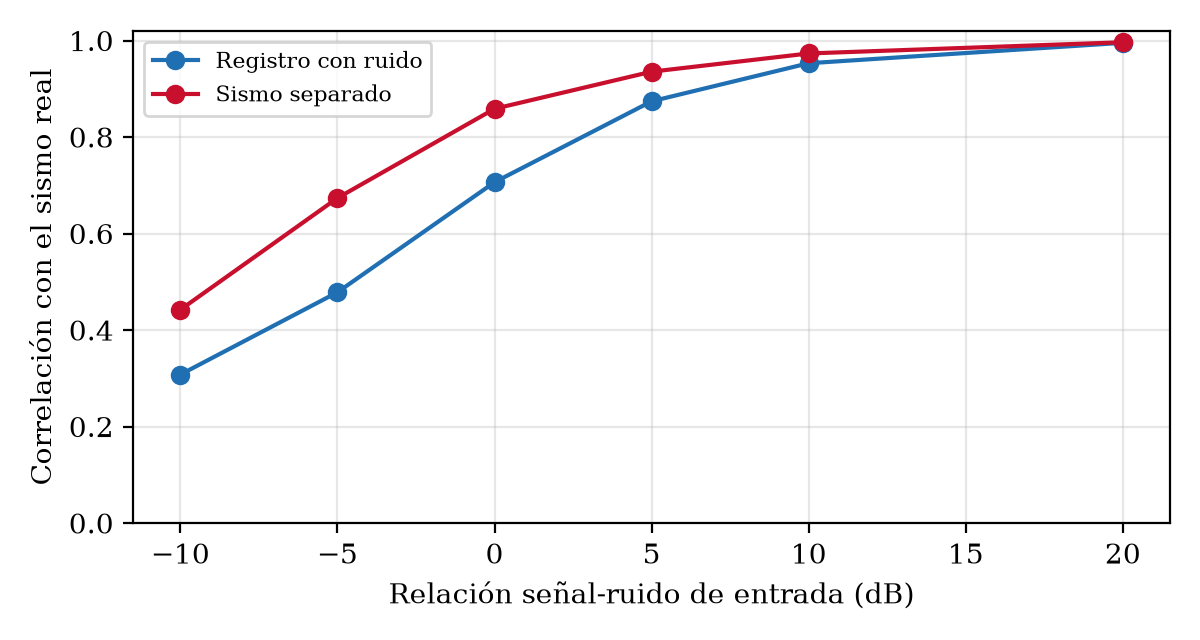 Registro con ruido
Sismo separado
Correlación con el sismo real
1.0
0.8
0.6
0.4
0.2
0.0
−10 −5 0 5 10 15 20
Relación señal-ruido de entrada (dB)